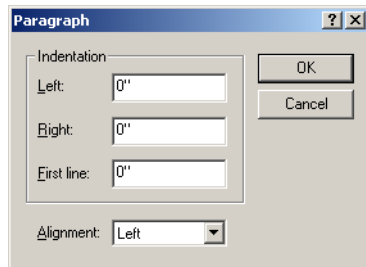 Paragraph
Indentation
Left: 0"
Right: 0"
First line: 0"
Alignment: Left
OK
Cancel